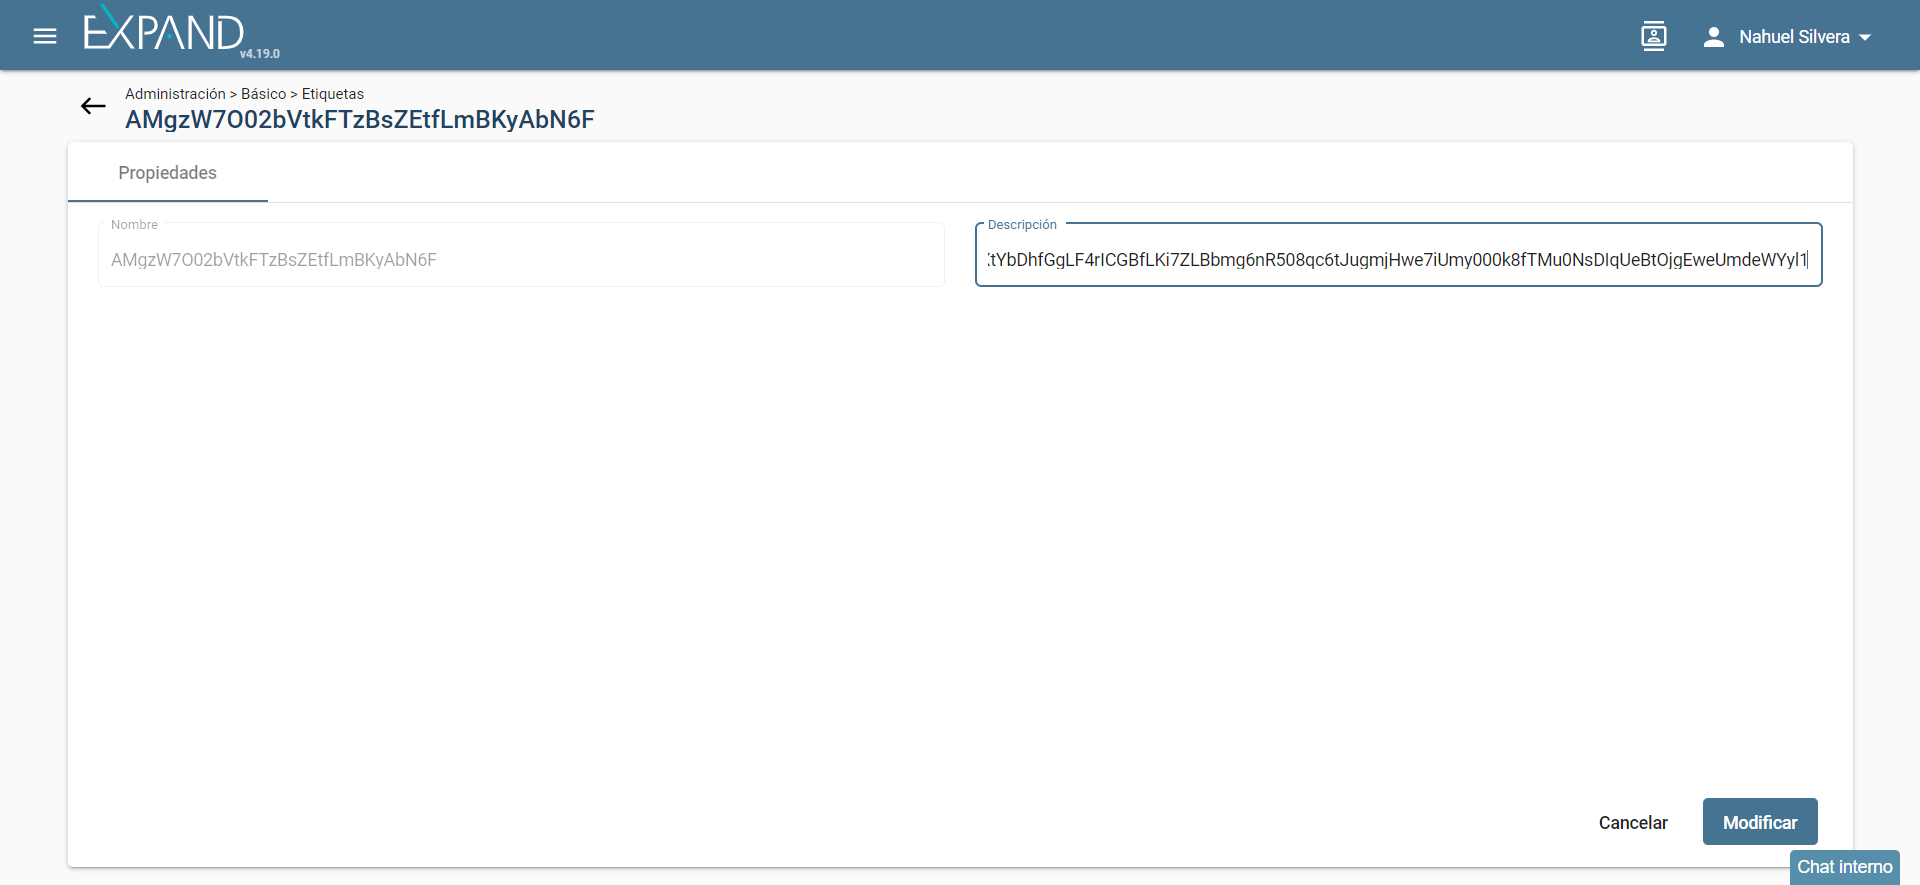 EXPAND
v4.19.0
Nahuel Silvera
Administración > Básico > Etiquetas
AMgzW7O02bVtkFTzBsZEtfLmBKyAbN6F
Propiedades
Nombre
AMgzW7O02bVtkFTzBsZEtfLmBKyAbN6F
Descripción
tYbDhfGgLF4rICGBfLKi7ZLBbmg6nR508qc6tJugmjHwe7iUmy000k8fTMu0NsDIqUeBtOjgEweUmdeWYyl1
Cancelar
Modificar
Chat interno